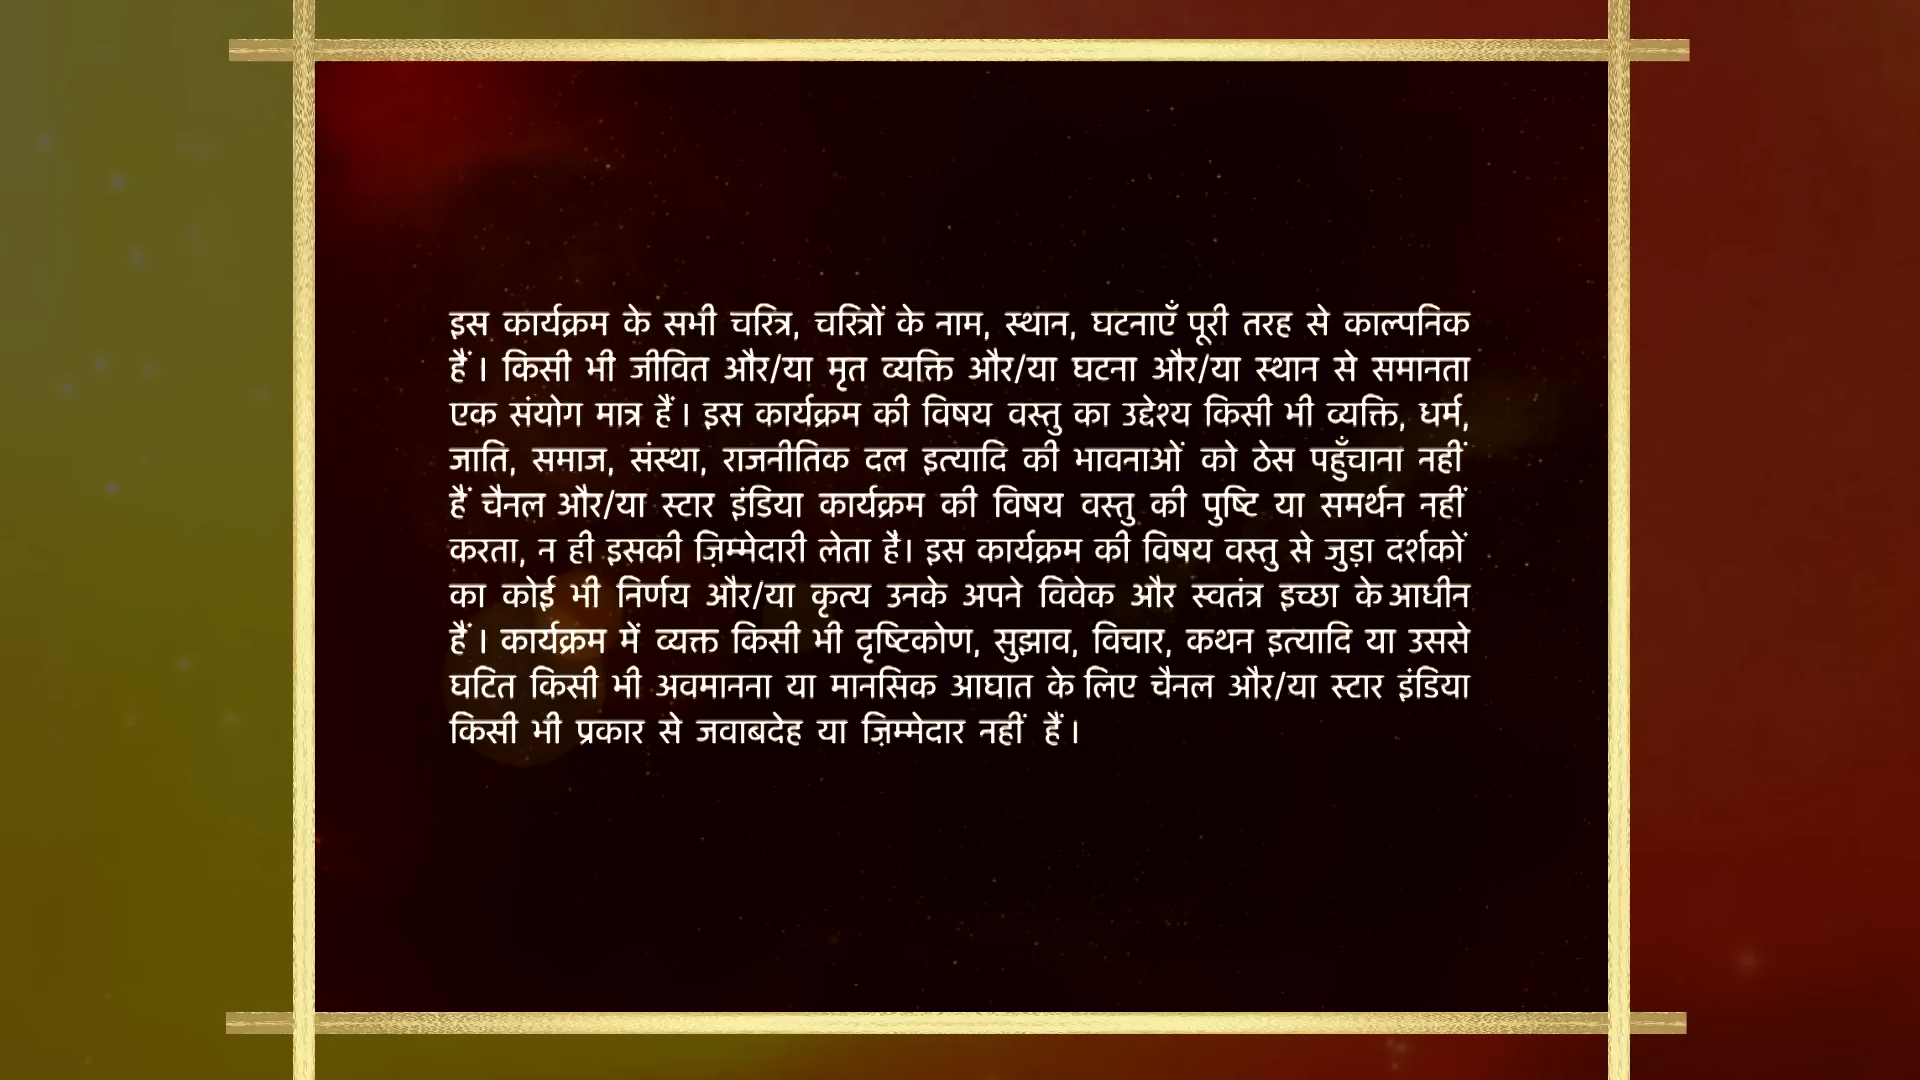 इस कार्यक्रम के सभी चरित्र, चरित्रों के नाम, स्थान, घटनाएँ पूरी तरह से काल्पनिक
हैं । किसी भी जीवित और/या मृत व्यक्ति और/या घटना और/या स्थान से समानता
एक संयोग मात्र हैं । इस कार्यक्रम की विषय वस्तु का उद्देश्य किसी भी व्यक्ति, धर्म,
जाति, समाज, संस्था, राजनीतिक दल इत्यादि की भावनाओं को ठेस पहुँचाना नहीं
हैं चैनल और/या स्टार इंडिया कार्यक्रम की विषय वस्तु की पुष्टि या समर्थन नहीं
करता, न ही इसकी ज़िम्मेदारी लेता है। इस कार्यक्रम की विषय वस्तु से जुड़ा दर्शकों
का कोई भी निर्णय और/या कृत्य उनके अपने विवेक और स्वतंत्र इच्छा के आधीन
हैं । कार्यक्रम में व्यक्त किसी भी दृष्टिकोण, सुझाव, विचार, कथन इत्यादि या उससे
घटित किसी भी अवमानना या मानसिक आघात के लिए चैनल और/या स्टार इंडिया
किसी भी प्रकार से जवाबदेह या ज़िम्मेदार नहीं हैं ।